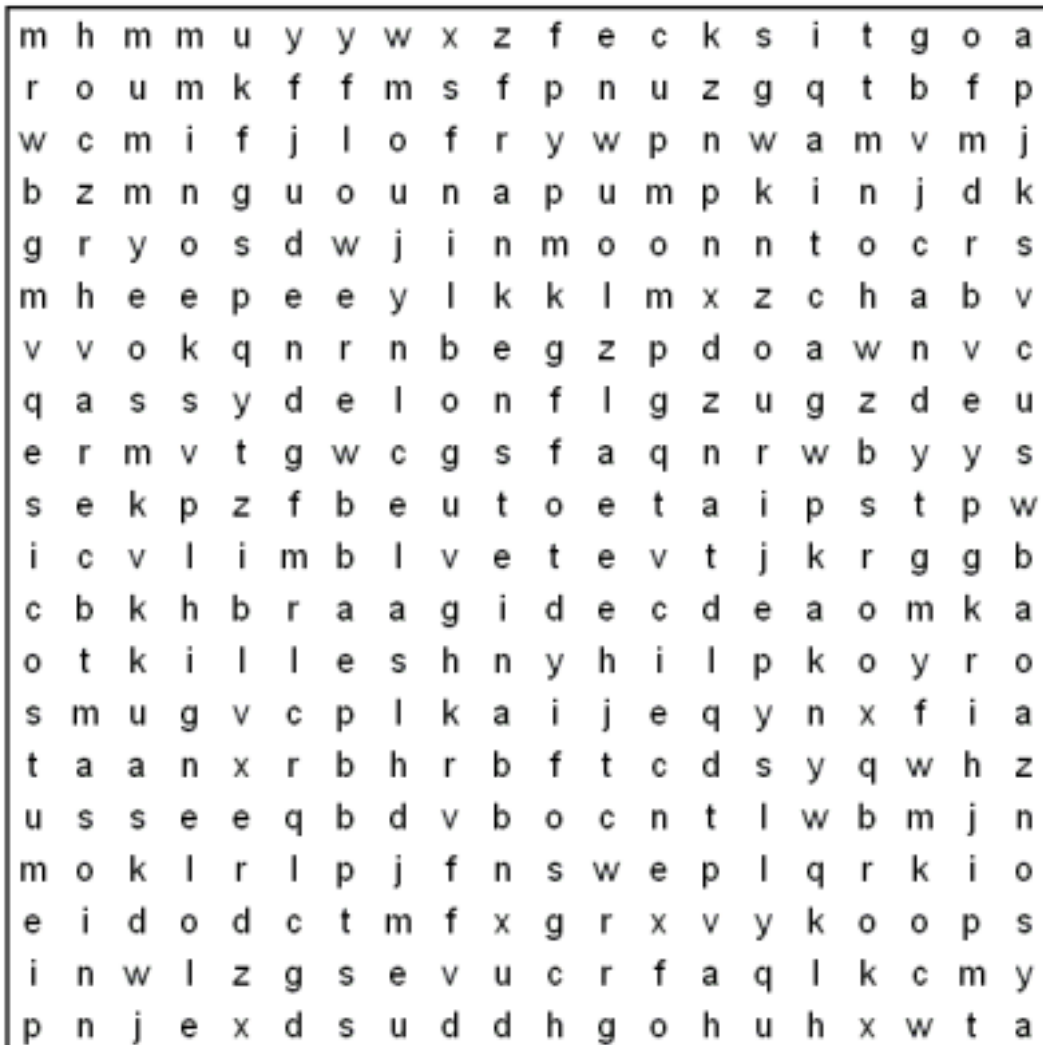 m h m m u y y w x z f e c k s i t g o a
r o u m k f f m s f p n u z g q t b f p
w c m i f j l o f r y w p n w a m v m j
b z m n g u o u n a p u m p k i n j d k
g r y o s d w j i n m o o n n t o c r s
m h e e p e e y l k k l m x z c h a b v
v v o k q n r n b e g z p d o a w n v c
q a s s y d e l o n f l g z u g z d e u
e r m v t g w c g s f a q n r w b y y s
s e k p z f b e u t o e t a i p s t p w
i c v l i m b l v e t e v t j k r g g b
c b k h b r a a g i d e c d e a o m k a
o t k i l l e s h n y h i l p k o y r o
s m u g v c p l k a i j e q y n x f i a
t a a n x r b h r b f t c d s y q w h z
u s s e e q b d v b o c n t l w b m j n
m o k l r l p j f n s w e p l q r k i o
e i d o d c t m f x g r x v y k o o p s
i n w l z g s e v u c r f a q l k c m y
p n j e x d s u d d h g o h u h x w t a